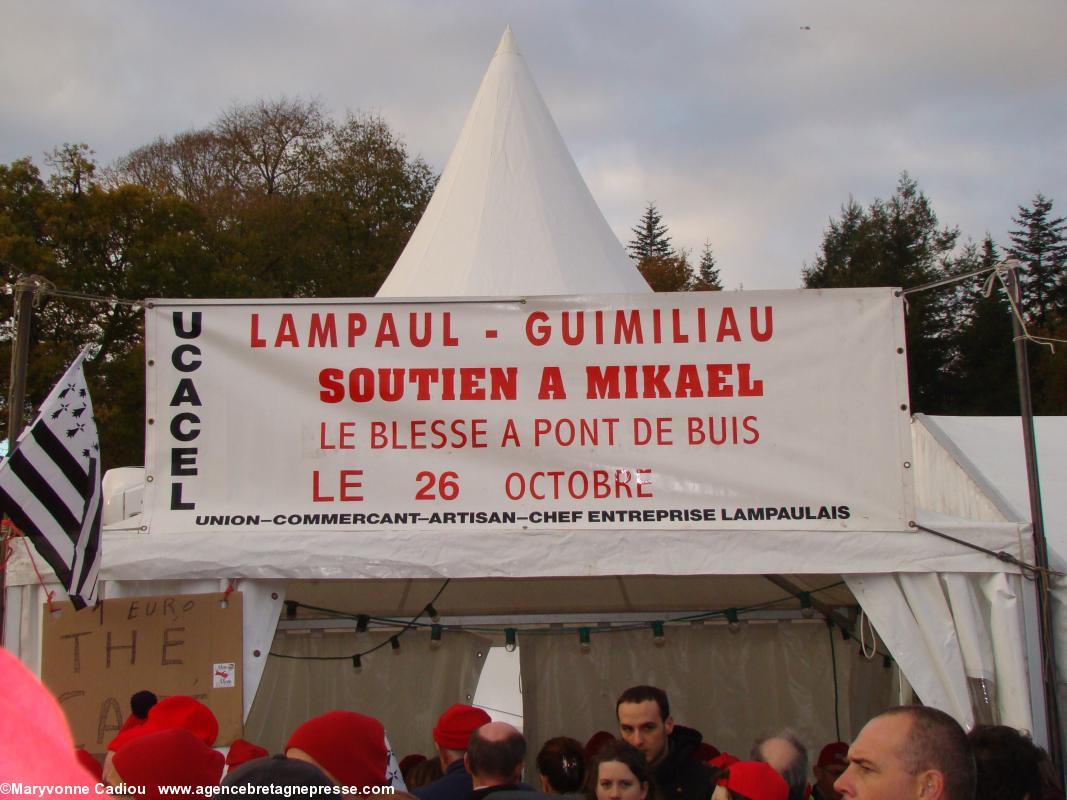 UCACEL
LAMPAUL - GUIMILIAU
SOUTIEN A MIKAEL
LE BLESSE A PONT DE BUIS
LE 26 OCTOBRE
UNION-COMMERCANT-ARTISAN-CHEF ENTREPRISE LAMPAULAIS
1 EURO
THE
©Maryvonne Cadiou www.agencebretagnepresse.com